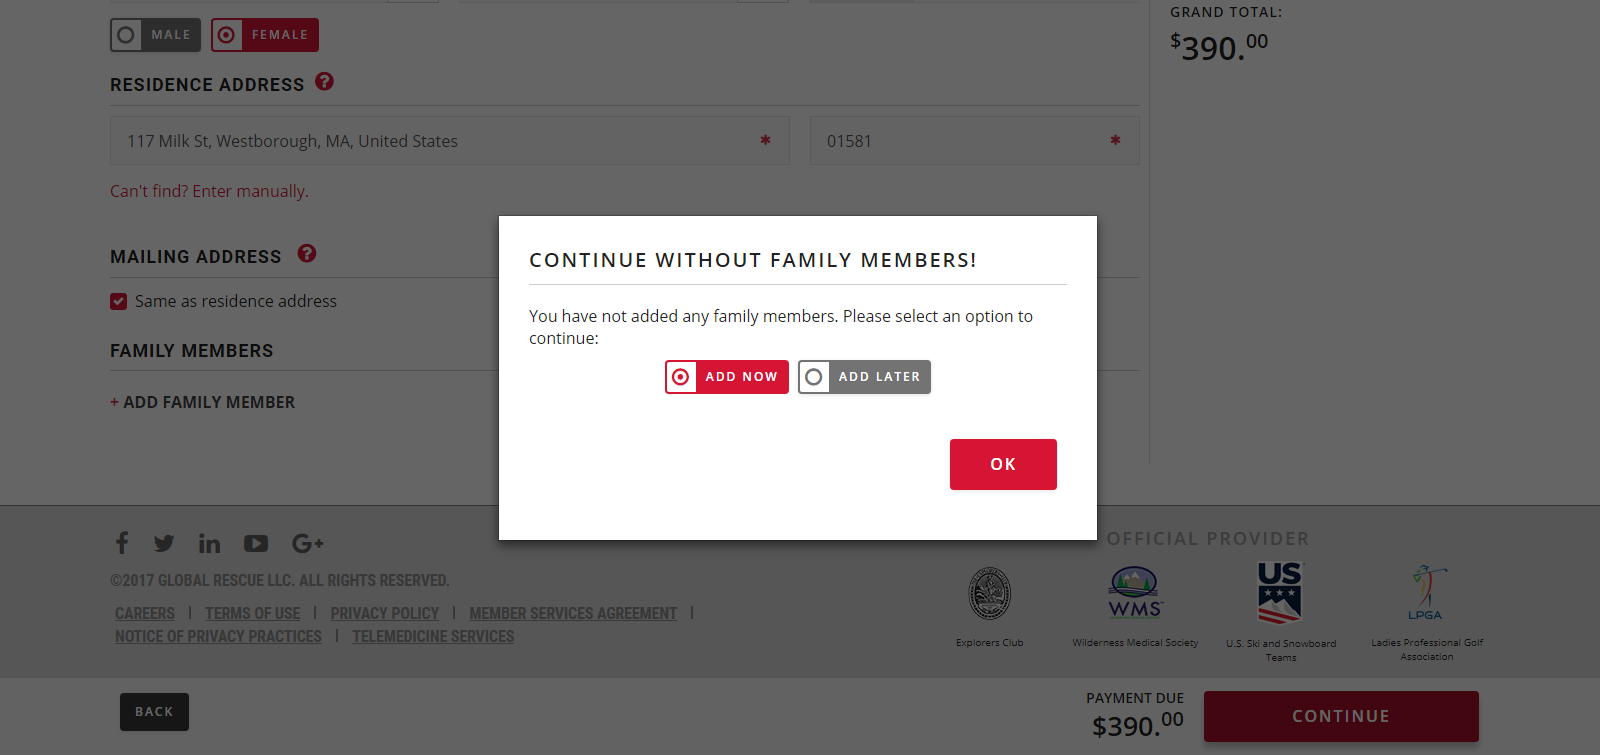 GRAND TOTAL:
$390.00
MALE
FEMALE
RESIDENCE ADDRESS ?
117 Milk St, Westborough, MA, United States *
01581 *
Can't find? Enter manually.
MAILING ADDRESS ?
Same as residence address
FAMILY MEMBERS
+ ADD FAMILY MEMBER
CONTINUE WITHOUT FAMILY MEMBERS!
You have not added any family members. Please select an option to
continue:
ADD NOW
ADD LATER
OK
©2017 GLOBAL RESCUE LLC. ALL RIGHTS RESERVED.
CAREERS | TERMS OF USE | PRIVACY POLICY | MEMBER SERVICES AGREEMENT |
NOTICE OF PRIVACY PRACTICES | TELEMEDICINE SERVICES
OFFICIAL PROVIDER
WMS
US
LPGA
Explorers Club
Wilderness Medical Society
U.S. Ski and Snowboard
Teams
Ladies Professional Golf
Association
BACK
PAYMENT DUE
$390.00
CONTINUE